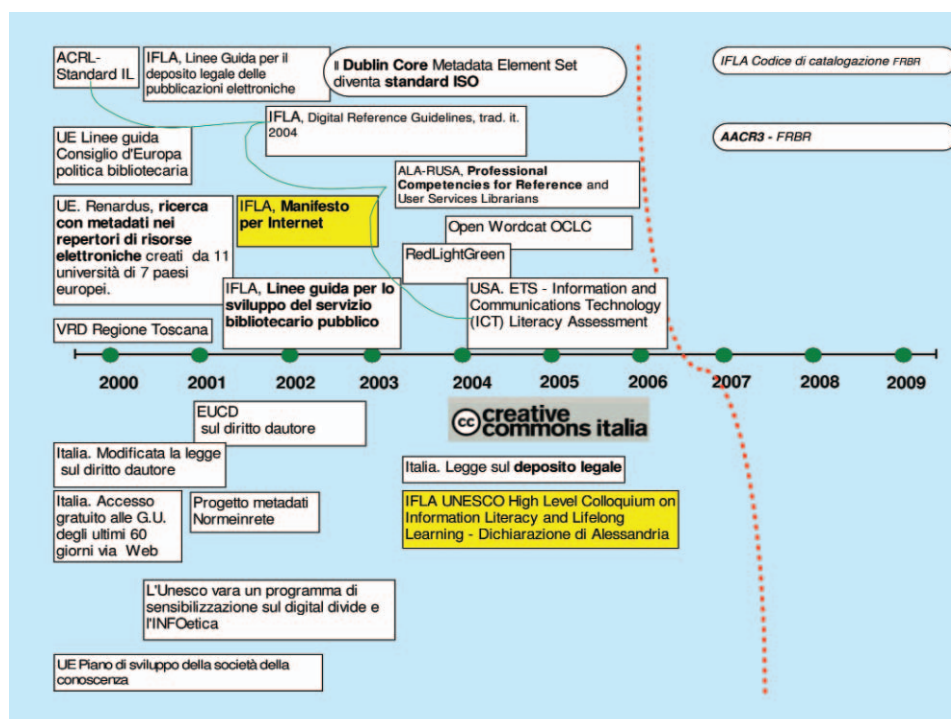 ACRL-
Standard IL
IFLA, Linee Guida per il
deposito legale delle
pubblicazioni elettroniche
Il Dublin Core Metadata Element Set
diventa standard ISO
IFLA Codice di catalogazione FRBR
IFLA, Digital Reference Guidelines, trad. it.
2004
UE Linee guida
Consiglio d'Europa
politica bibliotecaria
AACR3 - FRBR
ALA-RUSA, Professional
Competencies for Reference and
User Services Librarians
UE. Renardus, ricerca
con metadati nei
repertori di risorse
elettroniche creati da 11
università di 7 paesi
europei.
IFLA, Manifesto
per Internet
Open Wordcat OCLC
RedLightGreen
IFLA, Linee guida per lo
sviluppo del servizio
bibliotecario pubblico
USA. ETS - Information and
Communications Technology
(ICT) Literacy Assessment
VRD Regione Toscana
2000 2001 2002 2003 2004 2005 2006 2007 2008 2009
EUCD
sul diritto dautore
cc creative
commons italia
Italia. Modificata la legge
sul diritto dautore
Italia. Legge sul deposito legale
Italia. Accesso
gratuito alle G.U.
degli ultimi 60
giorni via Web
Progetto metadati
Normeinrete
IFLA UNESCO High Level Colloquium on
Information Literacy and Lifelong
Learning - Dichiarazione di Alessandria
L'Unesco vara un programma di
sensibilizzazione sul digital divide e
l'INFOetica
UE Piano di sviluppo della società della
conoscenza